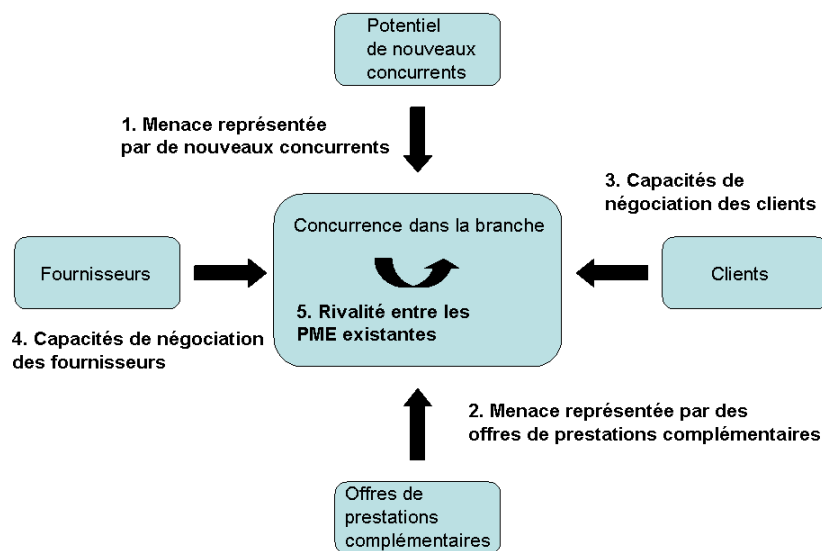 Potentiel
de nouveaux
concurrents
1. Menace représentée
par de nouveaux concurrents
3. Capacités de
négociation des clients
Concurrence dans la branche
Fournisseurs
Clients
5. Rivalité entre les
PME existantes
4. Capacités de négociation
des fournisseurs
2. Menace représentée par des
offres de prestations complémentaires
Offres de
prestations
complémentaires